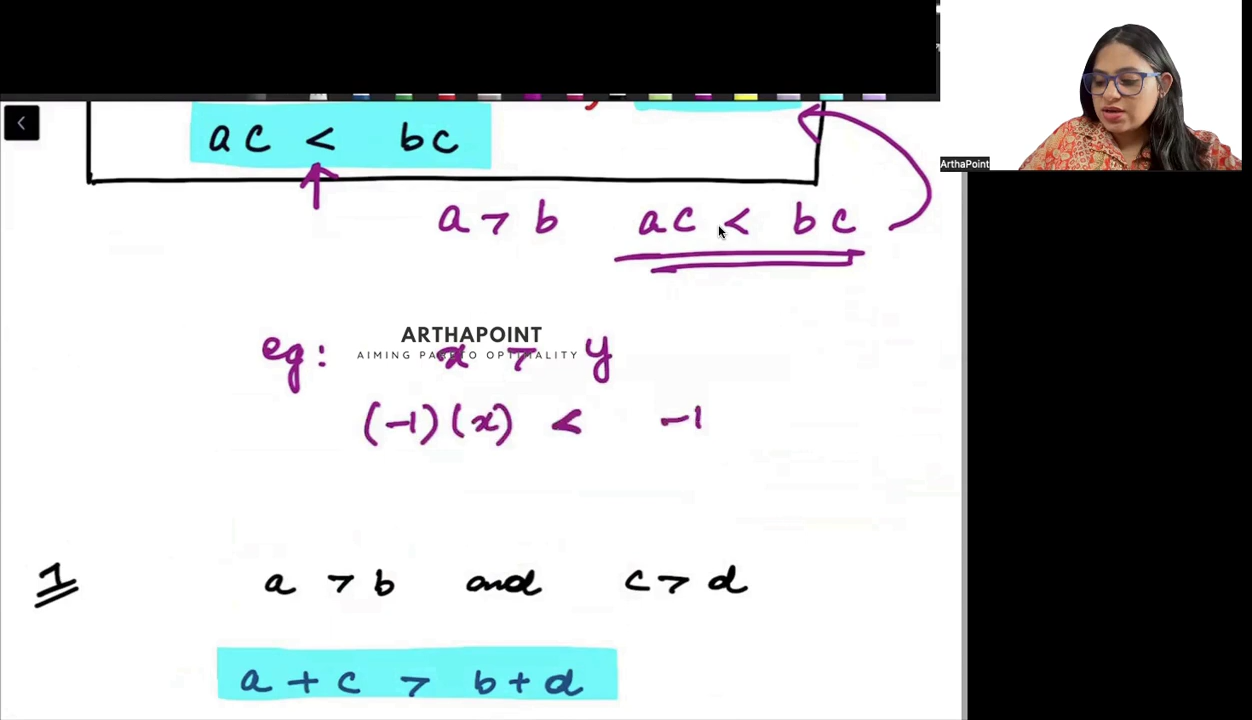 ArthaPoint
ac < bc
a > b ac < bc
ARTHAPOINT
AIMING PARETO OPTIMALITY
eg: x > y
(-1)(x) < -1
1 a > b and c > d
a + c > b + d